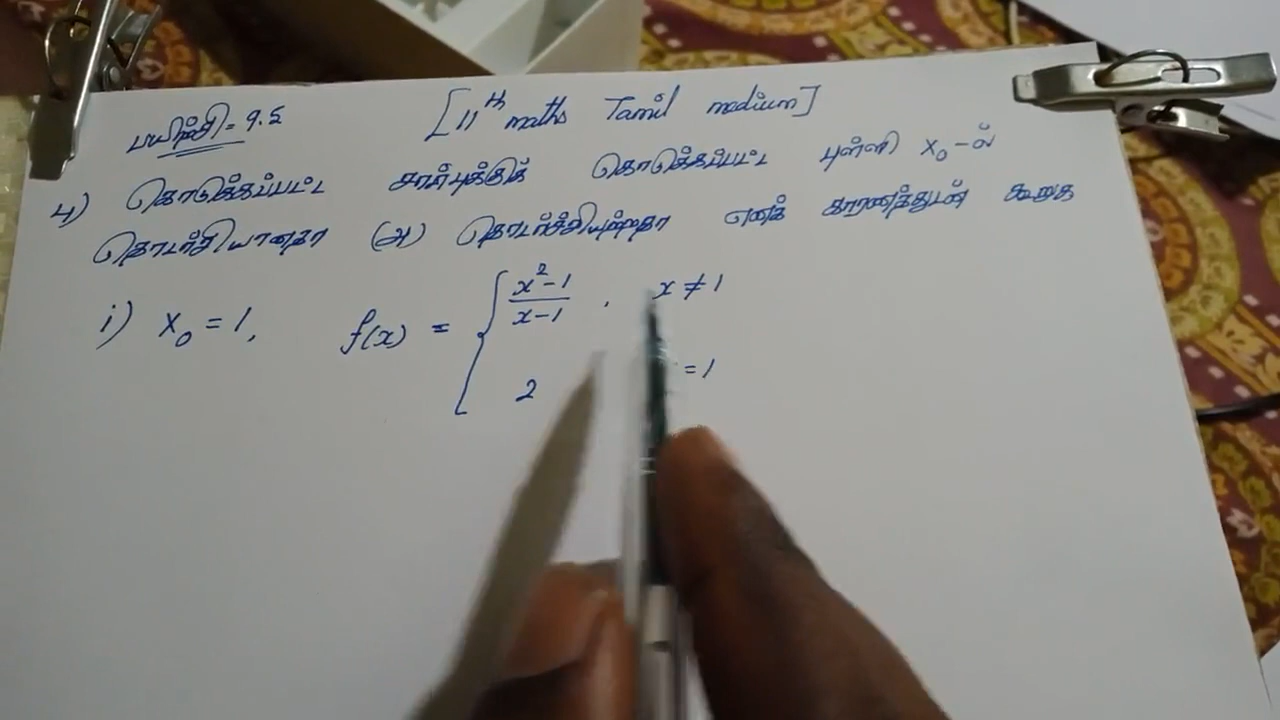 பயிற்சி = 9.5 [11th maths Tamil medium]
4) கொடுக்கப்பட்ட சார்புக்குக் கொடுக்கப்பட்ட புள்ளி x₀-ல்
தொடர்சியானதா (அ) தொடர்ச்சியற்றதா எனக் காரணத்துடன் கூறுக
i) x₀ = 1, f(x) = { (x²-1)/(x-1) , x ≠ 1
2 = 1